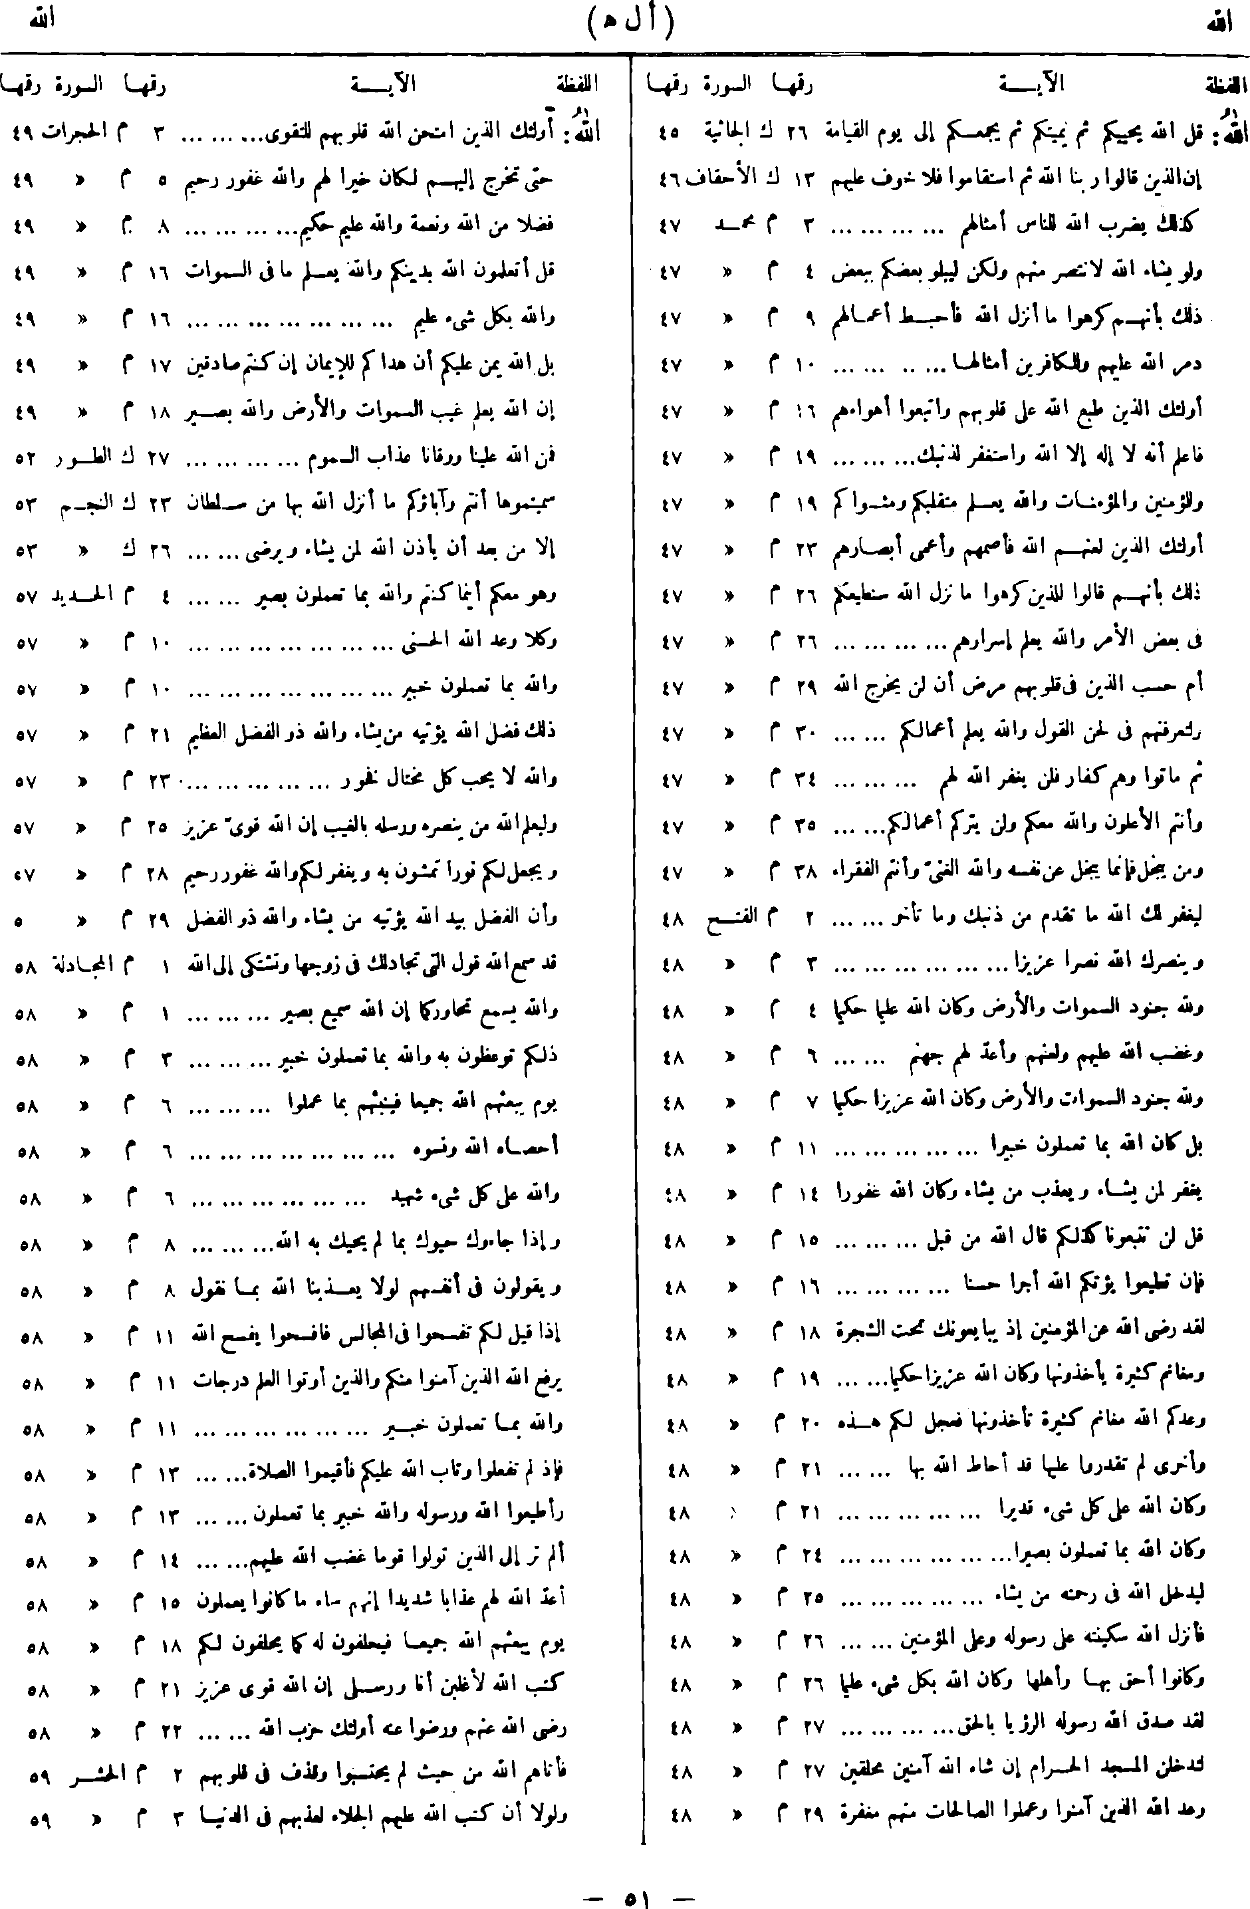 الله (أ ل ه) الله
اللفظة الآيــة رقمها السورة رقمها
اللهُ: قل الله يحييكم ثم يميتكم ثم يجمعكم إلى يوم القيامة ٢٦ ك الجاثية ٤٥
إن الذين قالوا ربنا الله ثم استقاموا فلا خوف عليهم ١٣ ك الأحقاف ٤٦
كذلك يضرب الله للناس أمثالهم ... ... ... ... ٣ م محمد ٤٧
ولو يشاء الله لانتصر منهم ولكن ليبلو بعضكم ببعض ٤ م » ٤٧
ذلك بأنهم كرهوا ما أنزل الله فأحبط أعمالهم ٩ م » ٤٧
دمر الله عليهم وللكافرين أمثالها ... .. ... ... ١٠ م » ٤٧
أولئك الذين طبع الله على قلوبهم واتبعوا أهواءهم ١٦ م » ٤٧
فاعلم أنه لا إله إلا الله واستغفر لذنبك ... ... ... ١٩ م » ٤٧
وللمؤمنين والمؤمنات والله يعلم متقلبكم ومثواكم ١٩ م » ٤٧
أولئك الذين لعنهم الله فأصمهم وأعمى أبصارهم ٢٣ م » ٤٧
ذلك بأنهم قالوا للذين كرهوا ما نزل الله سنطيعكم ٢٦ م » ٤٧
فى بعض الأمر والله يعلم إسرارهم ... ... ... ... ٢٦ م » ٤٧
أم حسب الذين فى قلوبهم مرض أن لن يخرج الله ٢٩ م » ٤٧
ولتعرفنهم فى لحن القول والله يعلم أعمالكم ... ... ٣٠ م » ٤٧
ثم ماتوا وهم كفار فلن يغفر الله لهم ... ... ... ٣٤ م » ٤٧
وأنتم الأعلون والله معكم ولن يتركم أعمالكم ... ... ٣٥ م » ٤٧
ومن يبخل فإنما يبخل عن نفسه والله الغنىّ وأنتم الفقراء ٣٨ م » ٤٧
ليغفر لك الله ما تقدم من ذنبك وما تأخر ... ... ٢ م الفتح ٤٨
وينصرك الله نصرا عزيزا ... ... ... ... ... ... ٣ م » ٤٨
ولله جنود السموات والأرض وكان الله عليما حكيما ٤ م » ٤٨
وغضب الله عليهم ولعنهم وأعدّ لهم جهنم ... ... ٦ م » ٤٨
ولله جنود السموات والأرض وكان الله عزيزا حكيما ٧ م » ٤٨
بل كان الله بما تعملون خبيرا ... ... ... ... ... ١١ م » ٤٨
يغفر لمن يشاء ويعذب من يشاء وكان الله غفورا ١٤ م » ٤٨
قل لن تتبعونا كذلكم قال الله من قبل ... ... ... ١٥ م » ٤٨
فإن تطيعوا يؤتكم الله أجرا حسنا ... ... ... ... ١٦ م » ٤٨
لقد رضى الله عن المؤمنين إذ يبايعونك تحت الشجرة ١٨ م » ٤٨
ومغانم كثيرة يأخذونها وكان الله عزيزا حكيما ... ... ١٩ م » ٤٨
وعدكم الله مغانم كثيرة تأخذونها فعجل لكم هذه ٢٠ م » ٤٨
وأخرى لم تقدروا عليها قد أحاط الله بها ... ... ٢١ م » ٤٨
وكان الله على كل شىء قديرا ... ... ... ... ... ٢١ م » ٤٨
وكان الله بما تعملون بصيرا ... ... ... ... ... ... ٢٤ م » ٤٨
ليدخل الله فى رحمته من يشاء ... ... ... ... ... ٢٥ م » ٤٨
فأنزل الله سكينته على رسوله وعلى المؤمنين ... ... ٢٦ م » ٤٨
وكانوا أحق بها وأهلها وكان الله بكل شىء عليما ٢٦ م » ٤٨
لقد صدق الله رسوله الرؤيا بالحق ... ... ... ... ٢٧ م » ٤٨
لتدخلن المسجد الحرام إن شاء الله آمنين محلقين ٢٧ م » ٤٨
وعد الله الذين آمنوا وعملوا الصالحات منهم مغفرة ٢٩ م » ٤٨
اللفظة الآيــة رقمها السورة رقمها
اللهُ: أولئك الذين امتحن الله قلوبهم للتقوى ... ... ... ٣ م الحجرات ٤٩
حتى تخرج إليهم لكان خيرا لهم والله غفور رحيم ٥ م » ٤٩
فضلا من الله ونعمة والله عليم حكيم ... ... ... ... ٨ م » ٤٩
قل أتعلمون الله بدينكم والله يعلم ما فى السموات ١٦ م » ٤٩
والله بكل شىء عليم ... ... ... ... ... ... ... ١٦ م » ٤٩
بل الله يمن عليكم أن هداكم للإيمان إن كنتم صادقين ١٧ م » ٤٩
إن الله يعلم غيب السموات والأرض والله بصير ١٨ م » ٤٩
فمن الله علينا ووقانا عذاب السموم ... ... ... ... ٢٧ ك الطور ٥٢
سميتموها أنتم وآباؤكم ما أنزل الله بها من سلطان ٢٣ ك النجم ٥٣
إلا من بعد أن يأذن الله لمن يشاء ويرضى ... ... ٢٦ ك » ٥٣
وهو معكم أينما كنتم والله بما تعملون بصير ... ... ٤ م الحديد ٥٧
وكلا وعد الله الحسنى ... ... ... ... ... ... ... ١٠ م » ٥٧
والله بما تعملون خبير ... ... ... ... ... ... ... ١٠ م » ٥٧
ذلك فضل الله يؤتيه من يشاء والله ذو الفضل العظيم ٢١ م » ٥٧
والله لا يحب كل مختال فخور ... ... ... ... ... ٢٣ م » ٥٧
وليعلم الله من ينصره ورسله بالغيب إن الله قوىّ عزيز ٢٥ م » ٥٧
ويجعل لكم نورا تمشون به ويغفر لكم والله غفور رحيم ٢٨ م » ٥٧
وأن الفضل بيد الله يؤتيه من يشاء والله ذو الفضل ٢٩ م » ٥
قد سمع الله قول التى تجادلك فى زوجها وتشتكى إلى الله ١ م المجادلة ٥٨
والله يسمع تحاوركما إن الله سميع بصير ... ... ... ١ م » ٥٨
ذلكم توعظون به والله بما تعملون خبير ... ... ... ٣ م » ٥٨
يوم يبعثهم الله جميعا فينبئهم بما عملوا ... ... ... ٦ م » ٥٨
أحصاه الله ونسوه ... ... ... ... ... ... ... ٦ م » ٥٨
والله على كل شىء شهيد ... ... ... ... ... ... ٦ م » ٥٨
وإذا جاءوك حيوك بما لم يحيك به الله ... ... ... ٨ م » ٥٨
ويقولون فى أنفسهم لولا يعذبنا الله بما نقول ٨ م » ٥٨
إذا قيل لكم تفسحوا فى المجالس فافسحوا يفسح الله ١١ م » ٥٨
يرفع الله الذين آمنوا منكم والذين أوتوا العلم درجات ١١ م » ٥٨
والله بما تعملون خبير ... ... ... ... ... ... ١١ م » ٥٨
فإذ لم تفعلوا وتاب الله عليكم فأقيموا الصلاة ... ... ١٣ م » ٥٨
وأطيعوا الله ورسوله والله خبير بما تعملون ... ... ١٣ م » ٥٨
ألم تر إلى الذين تولوا قوما غضب الله عليهم ... ... ١٤ م » ٥٨
أعدّ الله لهم عذابا شديدا إنهم ساء ما كانوا يعملون ١٥ م » ٥٨
يوم يبعثهم الله جميعا فيحلفون له كما يحلفون لكم ١٨ م » ٥٨
كتب الله لأغلبن أنا ورسلى إن الله قوى عزيز ٢١ م » ٥٨
رضى الله عنهم ورضوا عنه أولئك حزب الله ... ... ٢٢ م » ٥٨
فأتاهم الله من حيث لم يحتسبوا وقذف فى قلوبهم ٢ م الحشر ٥٩
ولولا أن كتب الله عليهم الجلاء لعذبهم فى الدنيا ٣ م » ٥٩
— ٥١ —